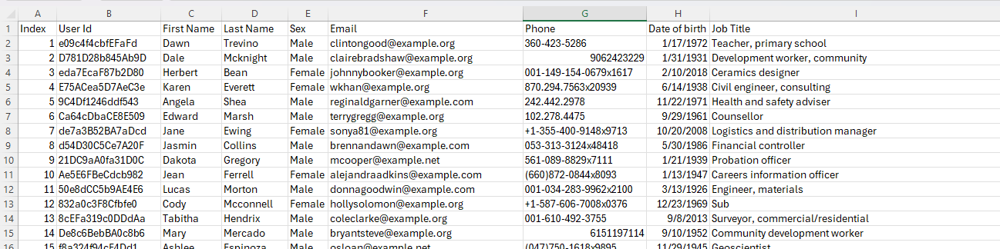 A B C D E F G H I
1 Index User Id First Name Last Name Sex Email Phone Date of birth Job Title
2 1 e09c4f4cbfEFaFd Dawn Trevino Male clintongood@example.org 360-423-5286 1/17/1972 Teacher, primary school
3 2 D781D28b845Ab9D Dale Mcknight Male clairebradshaw@example.org 9062423229 1/31/1931 Development worker, community
4 3 eda7EcaF87b2D80 Herbert Bean Female johnnybooker@example.org 001-149-154-0679x1617 2/10/2018 Ceramics designer
5 4 E75ACea5D7AeC3e Karen Everett Female wkhan@example.org 870.294.7563x20939 6/14/1938 Civil engineer, consulting
6 5 9C4Df1246ddf543 Angela Shea Male reginaldgarner@example.com 242.442.2978 11/22/1971 Health and safety adviser
7 6 Ca64cDbaCE8E509 Edward Marsh Male terrygregg@example.org 102.278.4475 9/29/1961 Counsellor
8 7 de7a3B52BA7aDcd Jane Ewing Female sonya81@example.org +1-355-400-9148x9713 10/20/2008 Logistics and distribution manager
9 8 d54D30C5Ce7A20F Jasmin Collins Male brennandawn@example.com 053-313-3124x48418 5/30/1986 Financial controller
10 9 21DC9aA0fa31D0C Dakota Gregory Male mcooper@example.net 561-089-8829x7111 1/21/1939 Probation officer
11 10 Ae5E6FBeCdcb982 Jean Ferrell Female alejandraadkins@example.com (660)872-0844x8093 1/13/1947 Careers information officer
12 11 50e8dCC5b9AE4E6 Lucas Morton Male donnagoodwin@example.com 001-034-283-9962x2100 3/13/1926 Engineer, materials
13 12 832a0c3F8Cfbfe0 Cody Mcconnell Female hollysolomon@example.org +1-587-606-7008x0376 12/23/1969 Sub
14 13 8cEFa319c0DDdAa Tabitha Hendrix Male coleclarke@example.org 001-610-492-3755 9/8/2013 Surveyor, commercial/residential
15 14 De8c6BebBA0c8b6 Mary Mercado Male bryantsteve@example.org 6151197114 9/10/1952 Community development worker
16 15 f8a324f94cF4Dd1 Ashlee Espinoza Male osloan@example.net (047)750-1618x9895 11/29/1945 Geoscientist